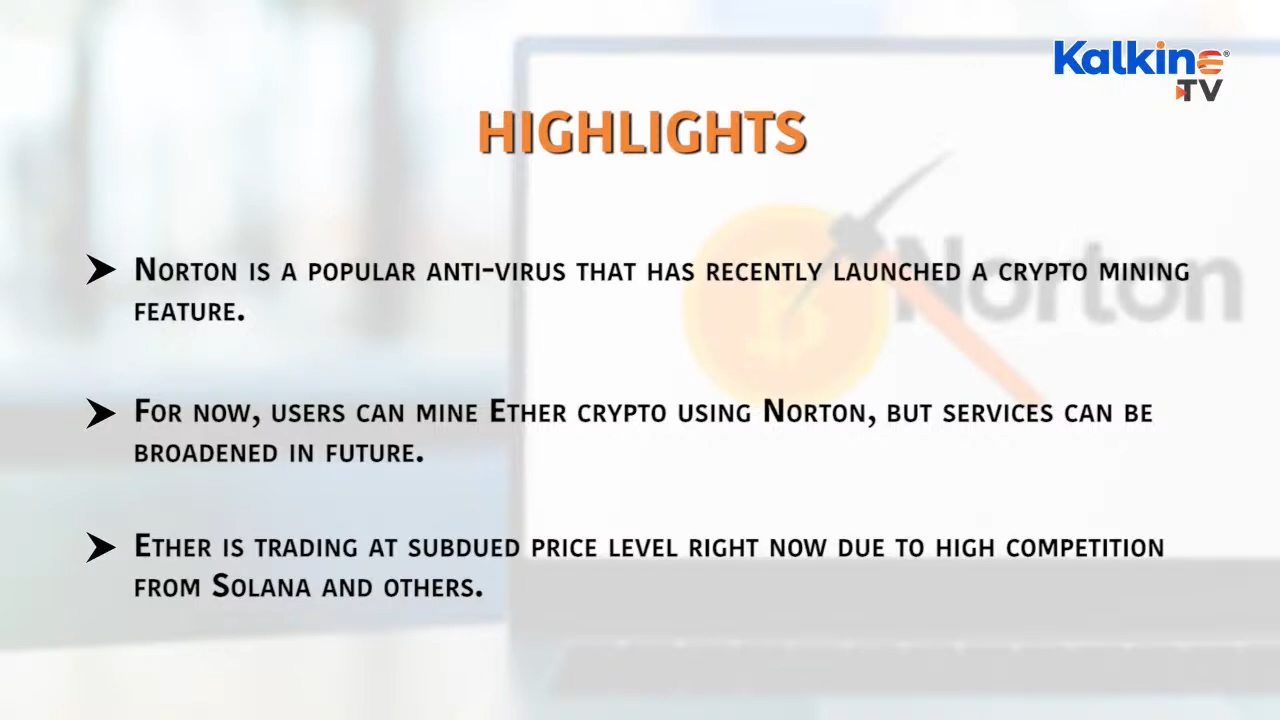 Kalkine®
TV
HIGHLIGHTS
Norton is a popular anti-virus that has recently launched a crypto mining
feature.
Norton
For now, users can mine Ether crypto using Norton, but services can be
broadened in future.
Ether is trading at subdued price level right now due to high competition
from Solana and others.